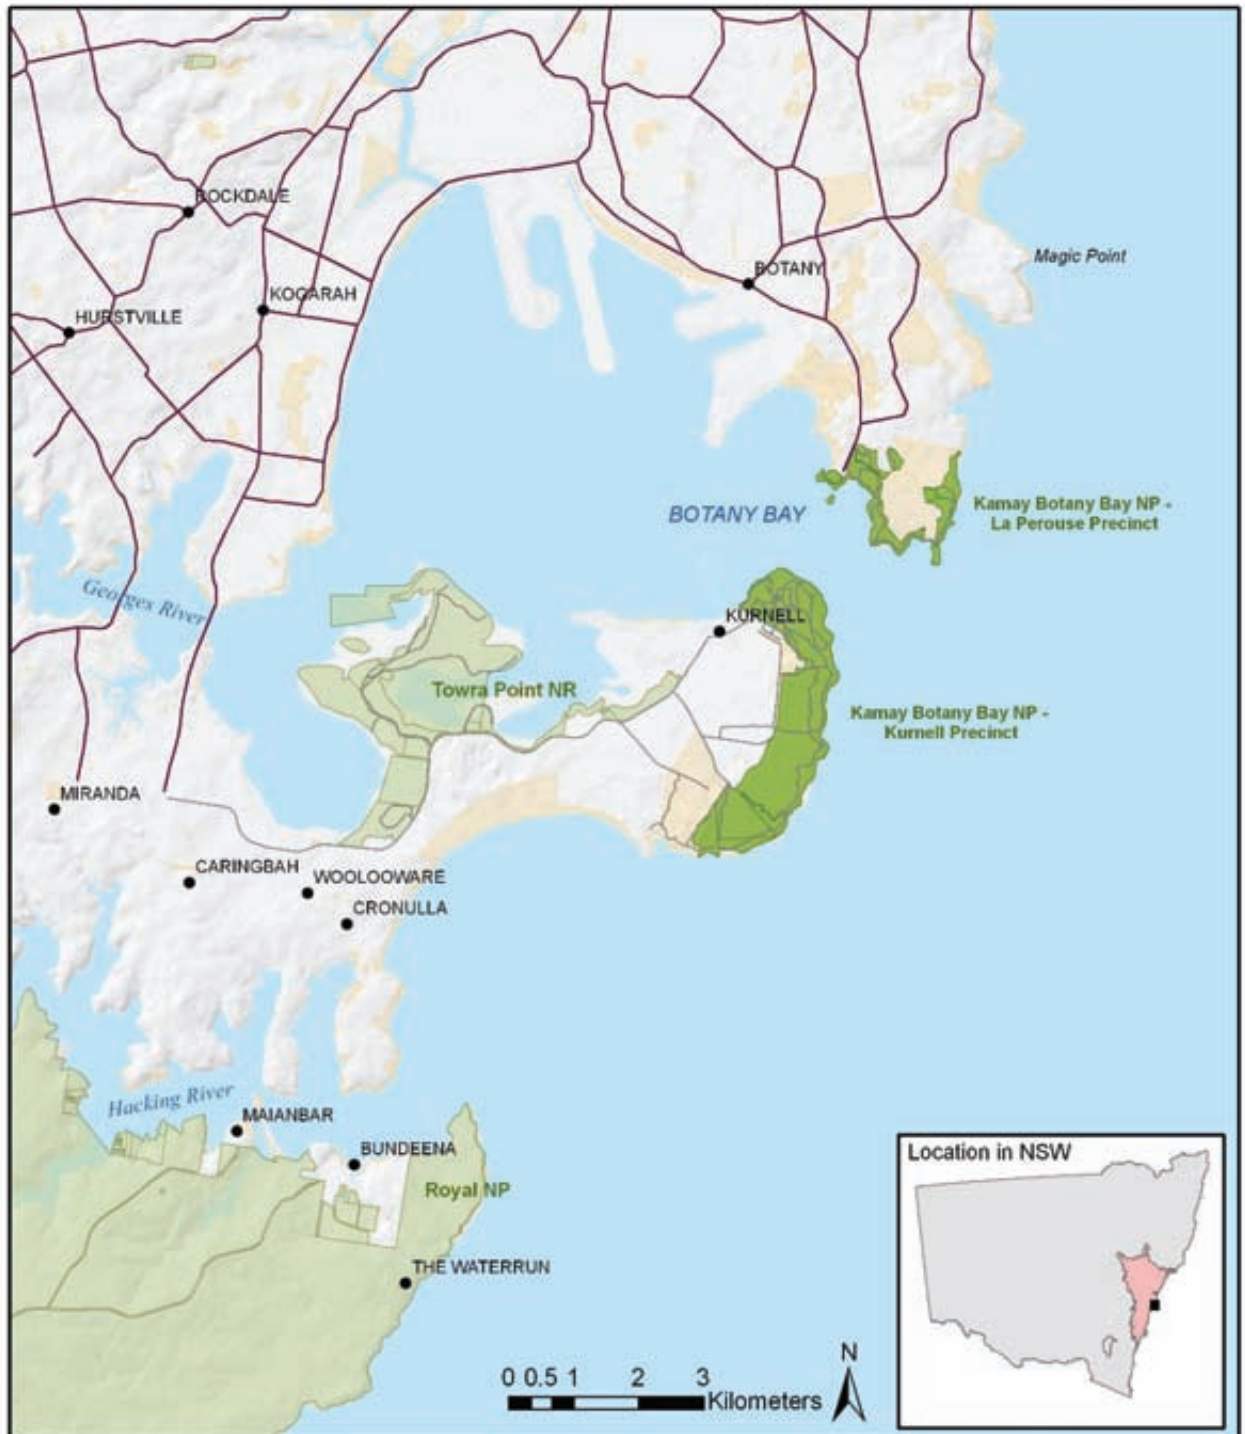 ROCKDALE
Magic Point
BOTANY
KOGARAH
HURSTVILLE
Kamay Botany Bay NP -
La Perouse Precinct
BOTANY BAY
Georges River
KURNELL
Towra Point NR
Kamay Botany Bay NP -
Kurnell Precinct
MIRANDA
CARINGBAH
WOOLOOWARE
CRONULLA
Hacking River
MAIANBAR
BUNDEENA
Royal NP
THE WATERRUN
Location in NSW
N
0 0.5 1 2 3
Kilometers